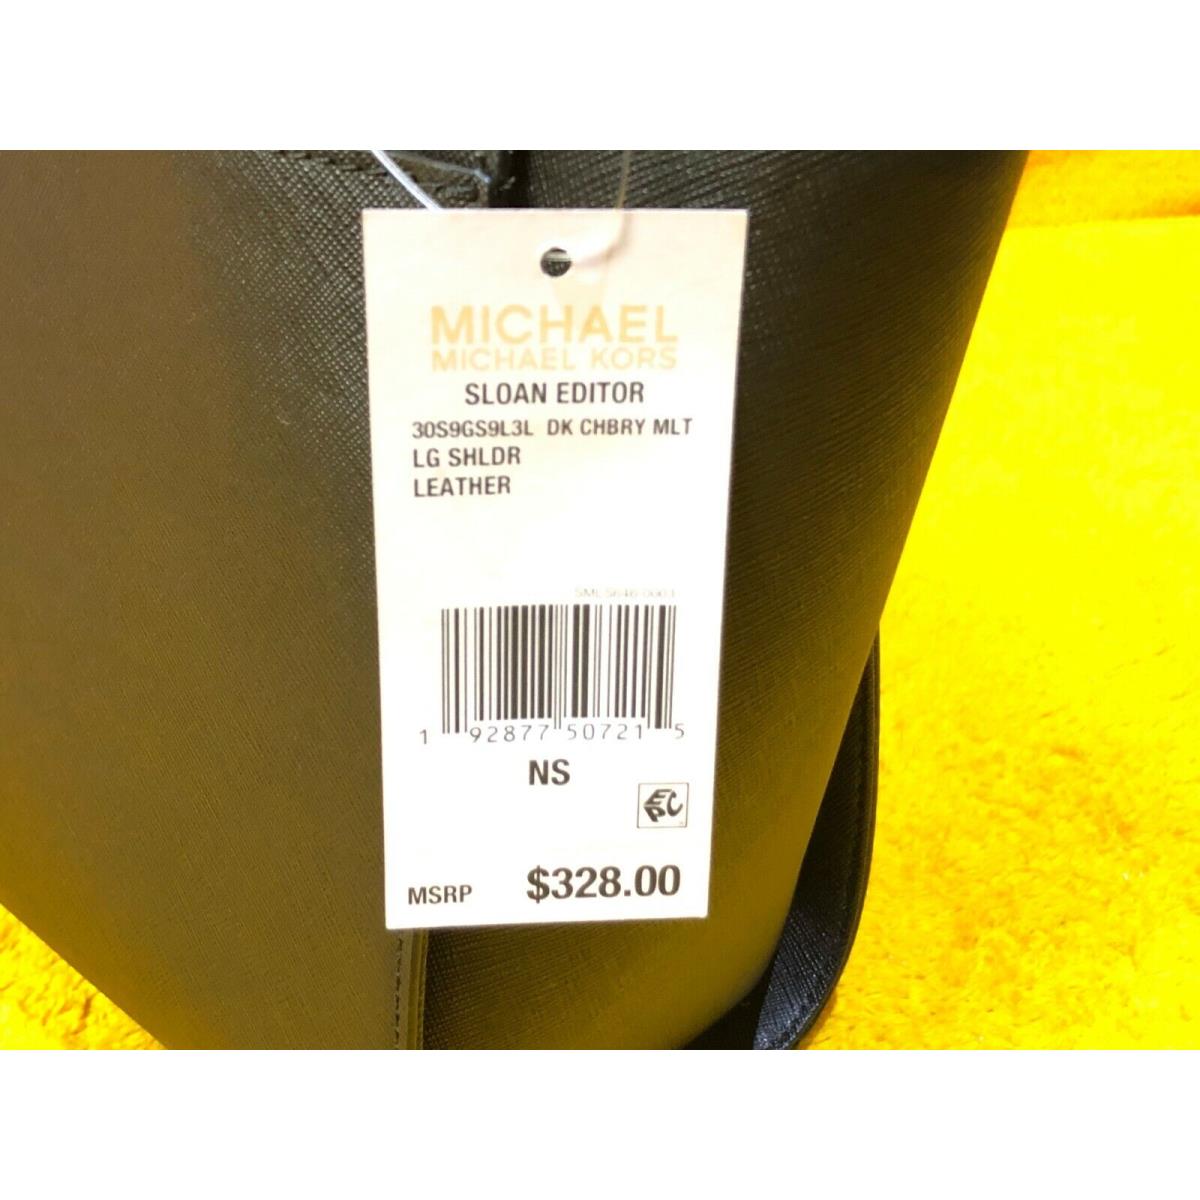 MICHAEL
MICHAEL KORS
SLOAN EDITOR
30S9GS9L3L DK CHBRY MLT
LG SHLDR
LEATHER
1 92877 50721 5
NS
EPC
MSRP $328.00